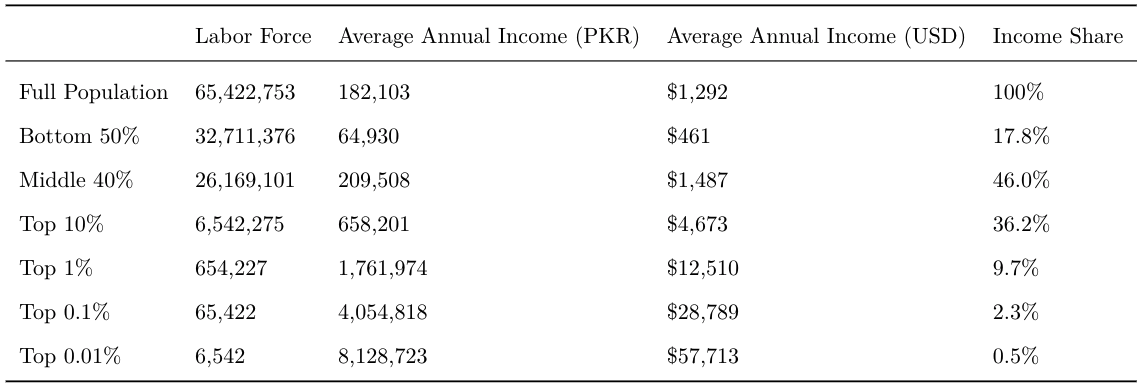 Labor Force Average Annual Income (PKR) Average Annual Income (USD) Income Share
Full Population 65,422,753 182,103 $1,292 100%
Bottom 50% 32,711,376 64,930 $461 17.8%
Middle 40% 26,169,101 209,508 $1,487 46.0%
Top 10% 6,542,275 658,201 $4,673 36.2%
Top 1% 654,227 1,761,974 $12,510 9.7%
Top 0.1% 65,422 4,054,818 $28,789 2.3%
Top 0.01% 6,542 8,128,723 $57,713 0.5%